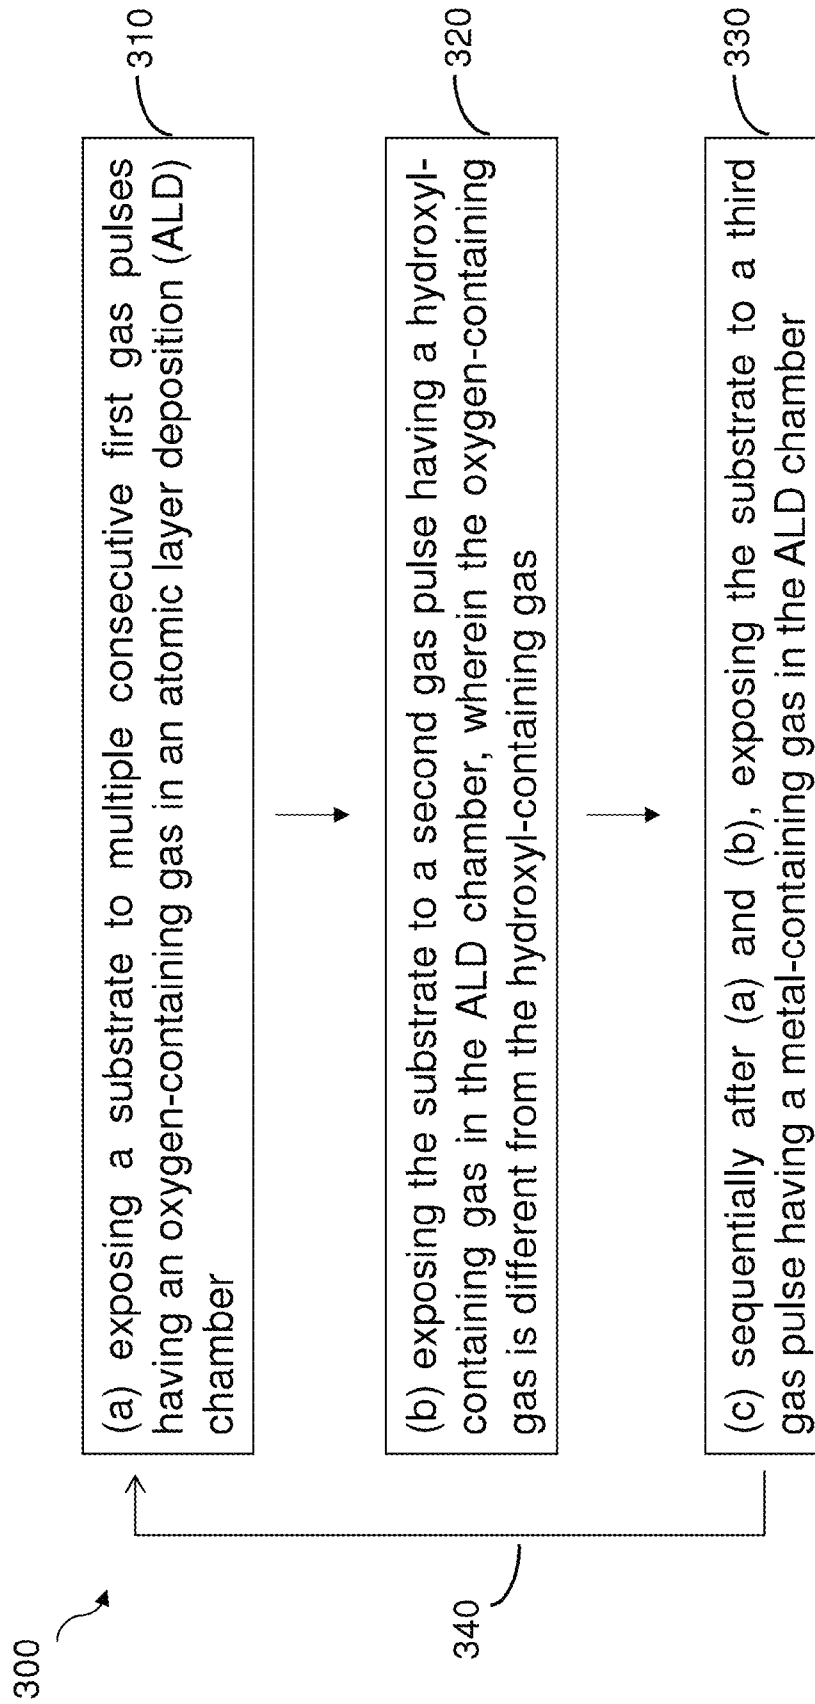 300
(a) exposing a substrate to multiple consecutive first gas pulses
having an oxygen-containing gas in an atomic layer deposition (ALD)
chamber
310
(b) exposing the substrate to a second gas pulse having a hydroxyl-
containing gas in the ALD chamber, wherein the oxygen-containing
gas is different from the hydroxyl-containing gas
320
(c) sequentially after (a) and (b), exposing the substrate to a third
gas pulse having a metal-containing gas in the ALD chamber
330
340